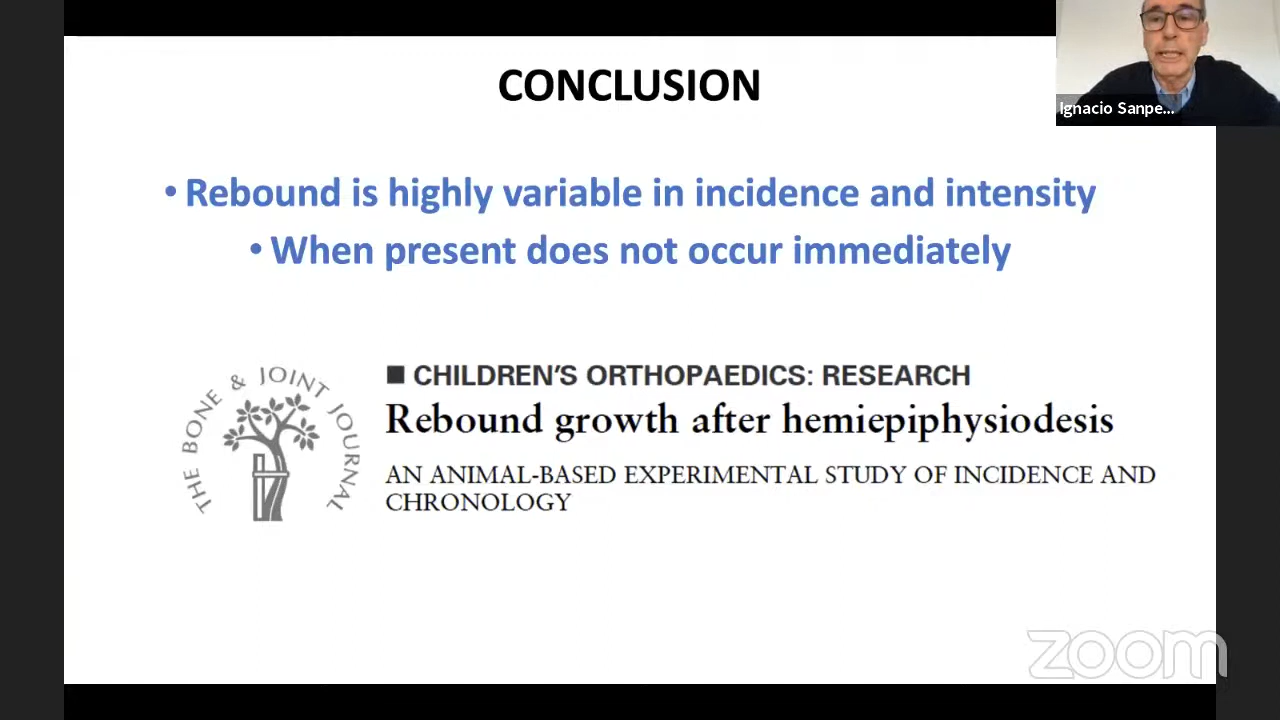 CONCLUSION
Ignacio Sanpe...
• Rebound is highly variable in incidence and intensity
• When present does not occur immediately
THE BONE & JOINT JOURNAL
■ CHILDREN'S ORTHOPAEDICS: RESEARCH
Rebound growth after hemiepiphysiodesis
AN ANIMAL-BASED EXPERIMENTAL STUDY OF INCIDENCE AND
CHRONOLOGY
zoom